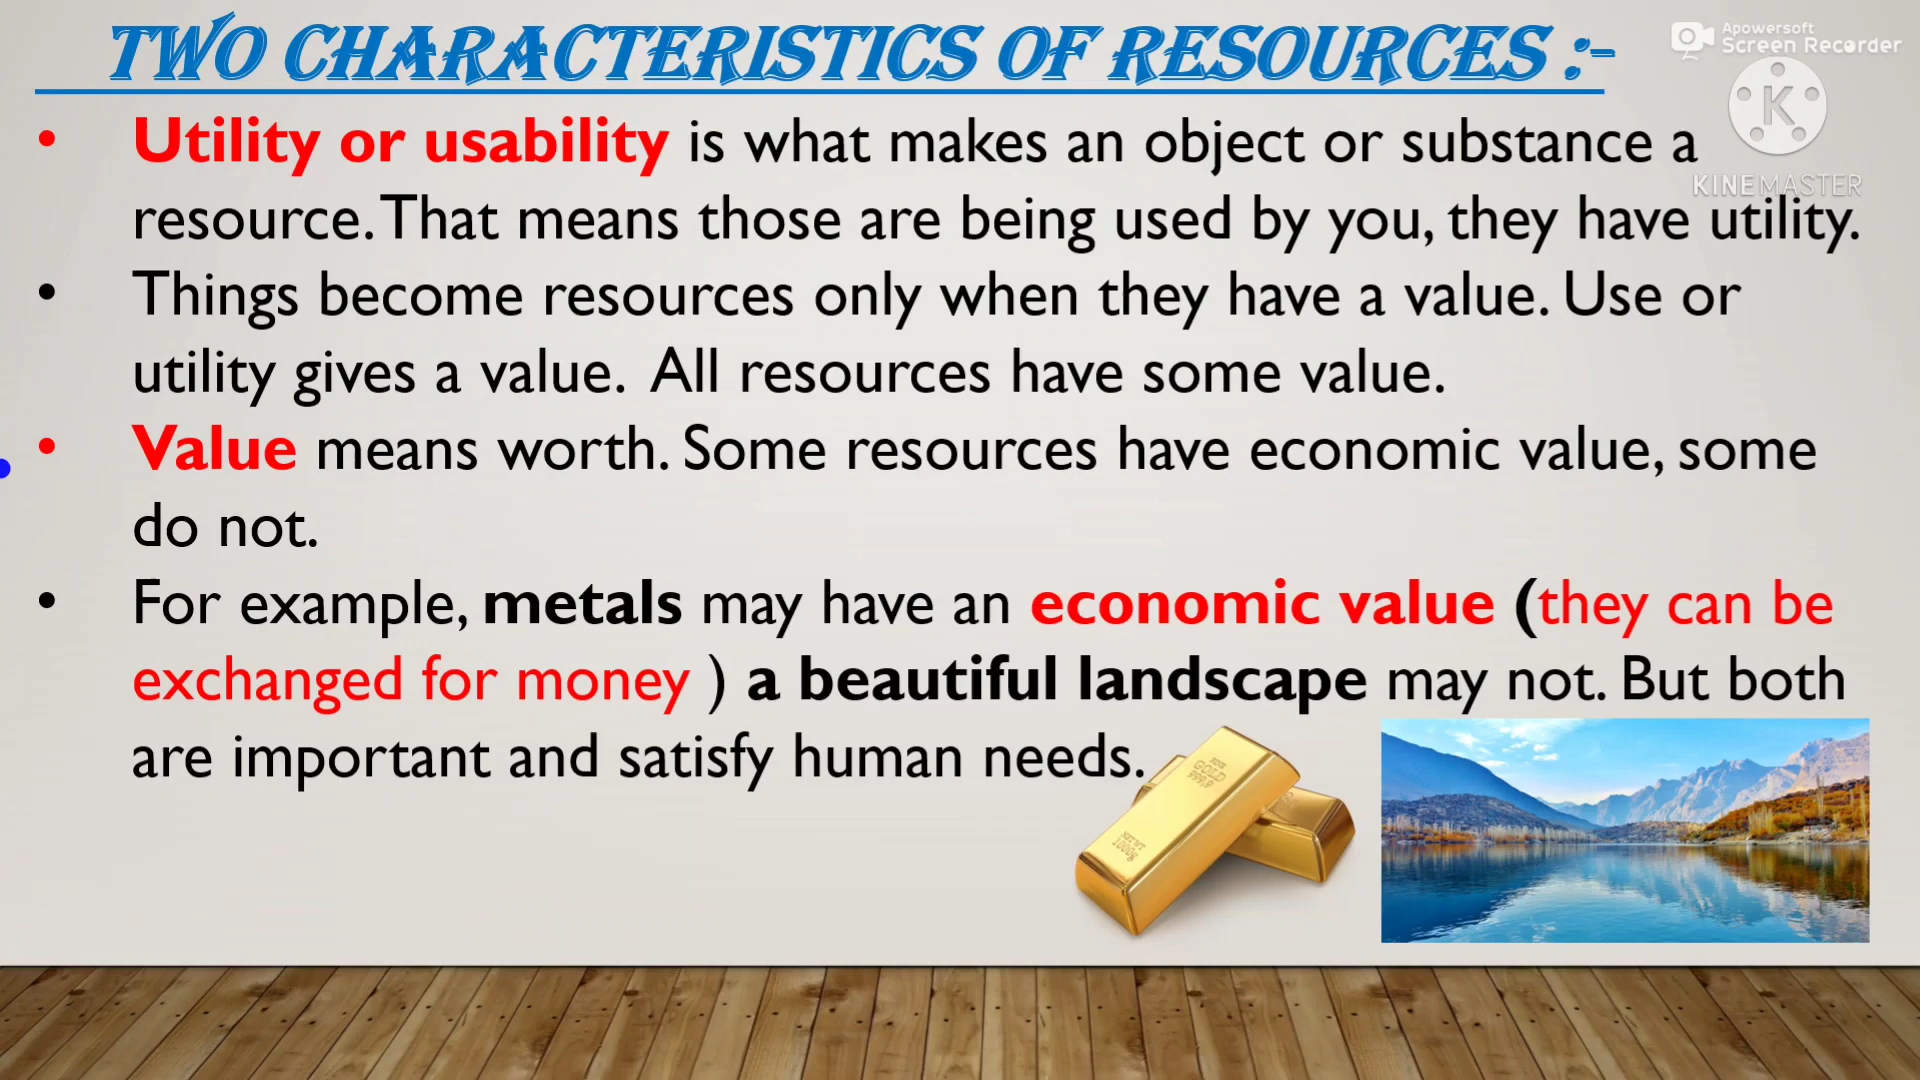 TWO CHARACTERISTICS OF RESOURCES :-
Apowersoft
Screen Recorder
K
KINEMASTER
• Utility or usability is what makes an object or substance a
resource. That means those are being used by you, they have utility.
• Things become resources only when they have a value. Use or
utility gives a value. All resources have some value.
• Value means worth. Some resources have economic value, some
do not.
• For example, metals may have an economic value (they can be
exchanged for money ) a beautiful landscape may not. But both
are important and satisfy human needs.
GOLD
999,9
1000g